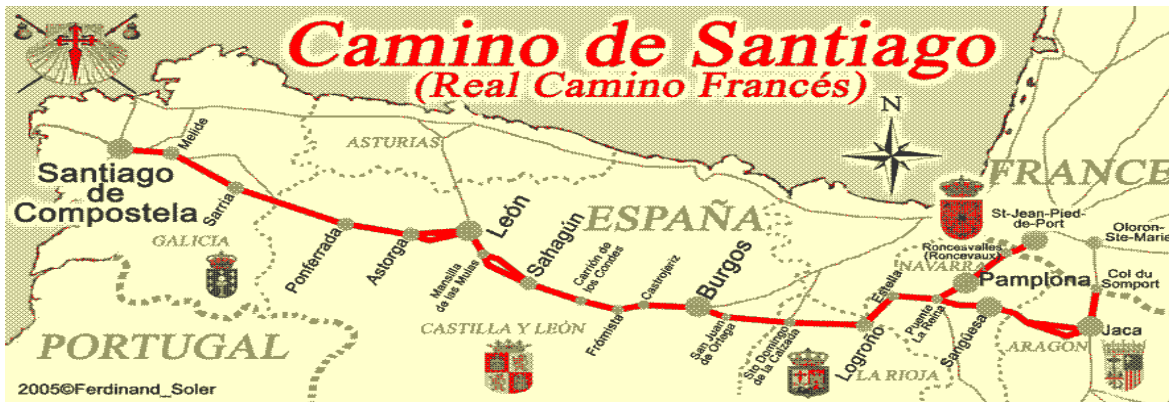 Camino de Santiago
(Real Camino Francés)
N
ASTURIAS
Melide
Santiago
de
Compostela
Sarria
GALICIA
Ponferrada
Astorga
León
Mansilla
de las Mulas
Sahagún
Carrión de
los Condes
ESPAÑA
Castrojeriz
Frómista
Burgos
San Juan
de Ortega
Sto Domingo
de la Calzada
Logroño
Estella
Puente
La Reina
Sangüesa
FRANCE
St-Jean-Pied-
de-Port
Roncesvalles
(Roncevaux)
NAVARRA
Pamplona
Oloron-
Ste-Marie
Col du
Somport
Jaca
ARAGON
LA RIOJA
CASTILLA Y LEÓN
PORTUGAL
2005©Ferdinand_Soler